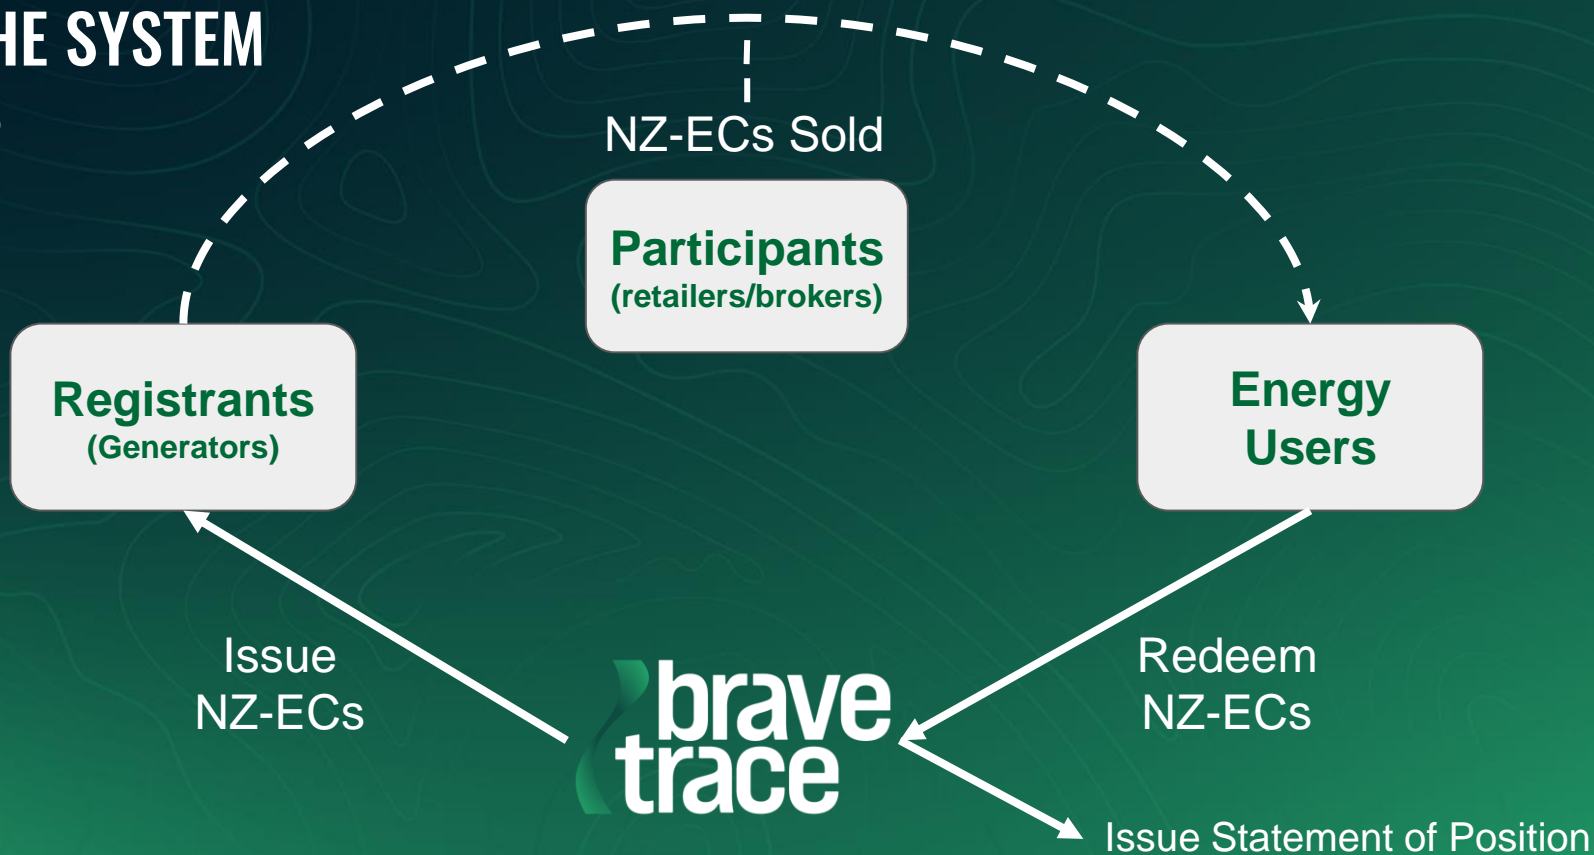 HE SYSTEM
NZ-ECs Sold
Participants
(retailers/brokers)
Registrants
(Generators)
Energy
Users
Issue
NZ-ECs
brave
trace
Redeem
NZ-ECs
Issue Statement of Position